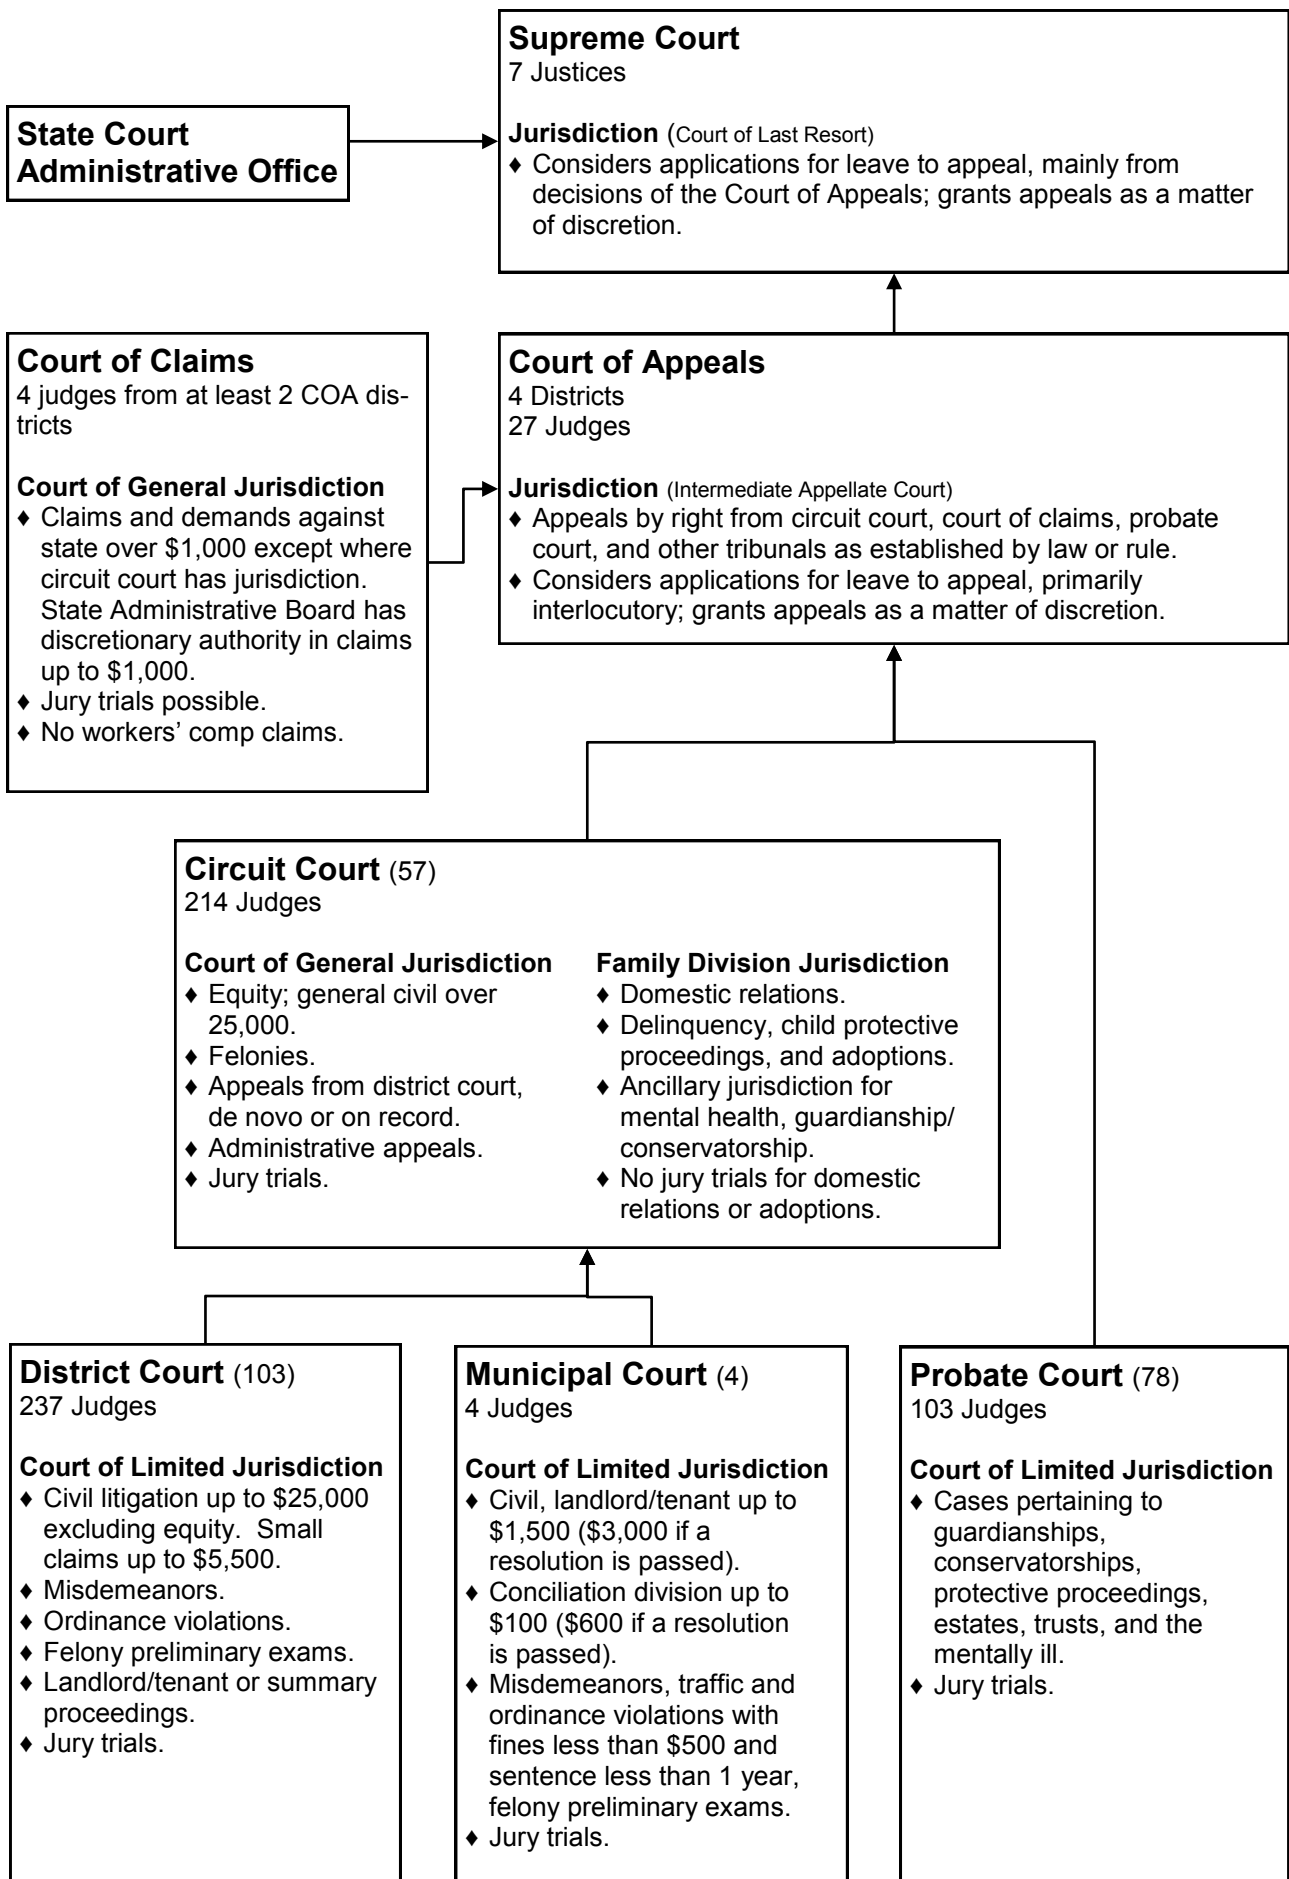 Supreme Court
7 Justices
Jurisdiction (Court of Last Resort)
♦ Considers applications for leave to appeal, mainly from
decisions of the Court of Appeals; grants appeals as a matter
of discretion.
State Court
Administrative Office
Court of Claims
4 judges from at least 2 COA dis-
tricts
Court of General Jurisdiction
♦ Claims and demands against
state over $1,000 except where
circuit court has jurisdiction.
State Administrative Board has
discretionary authority in claims
up to $1,000.
♦ Jury trials possible.
♦ No workers’ comp claims.
Court of Appeals
4 Districts
27 Judges
Jurisdiction (Intermediate Appellate Court)
♦ Appeals by right from circuit court, court of claims, probate
court, and other tribunals as established by law or rule.
♦ Considers applications for leave to appeal, primarily
interlocutory; grants appeals as a matter of discretion.
Circuit Court (57)
214 Judges
Court of General Jurisdiction
♦ Equity; general civil over
25,000.
♦ Felonies.
♦ Appeals from district court,
de novo or on record.
♦ Administrative appeals.
♦ Jury trials.
Family Division Jurisdiction
♦ Domestic relations.
♦ Delinquency, child protective
proceedings, and adoptions.
♦ Ancillary jurisdiction for
mental health, guardianship/
conservatorship.
♦ No jury trials for domestic
relations or adoptions.
District Court (103)
237 Judges
Court of Limited Jurisdiction
♦ Civil litigation up to $25,000
excluding equity.  Small
claims up to $5,500.
♦ Misdemeanors.
♦ Ordinance violations.
♦ Felony preliminary exams.
♦ Landlord/tenant or summary
proceedings.
♦ Jury trials.
Municipal Court (4)
4 Judges
Court of Limited Jurisdiction
♦ Civil, landlord/tenant up to
$1,500 ($3,000 if a
resolution is passed).
♦ Conciliation division up to
$100 ($600 if a resolution
is passed).
♦ Misdemeanors, traffic and
ordinance violations with
fines less than $500 and
sentence less than 1 year,
felony preliminary exams.
♦ Jury trials.
Probate Court (78)
103 Judges
Court of Limited Jurisdiction
♦ Cases pertaining to
guardianships,
conservatorships,
protective proceedings,
estates, trusts, and the
mentally ill.
♦ Jury trials.